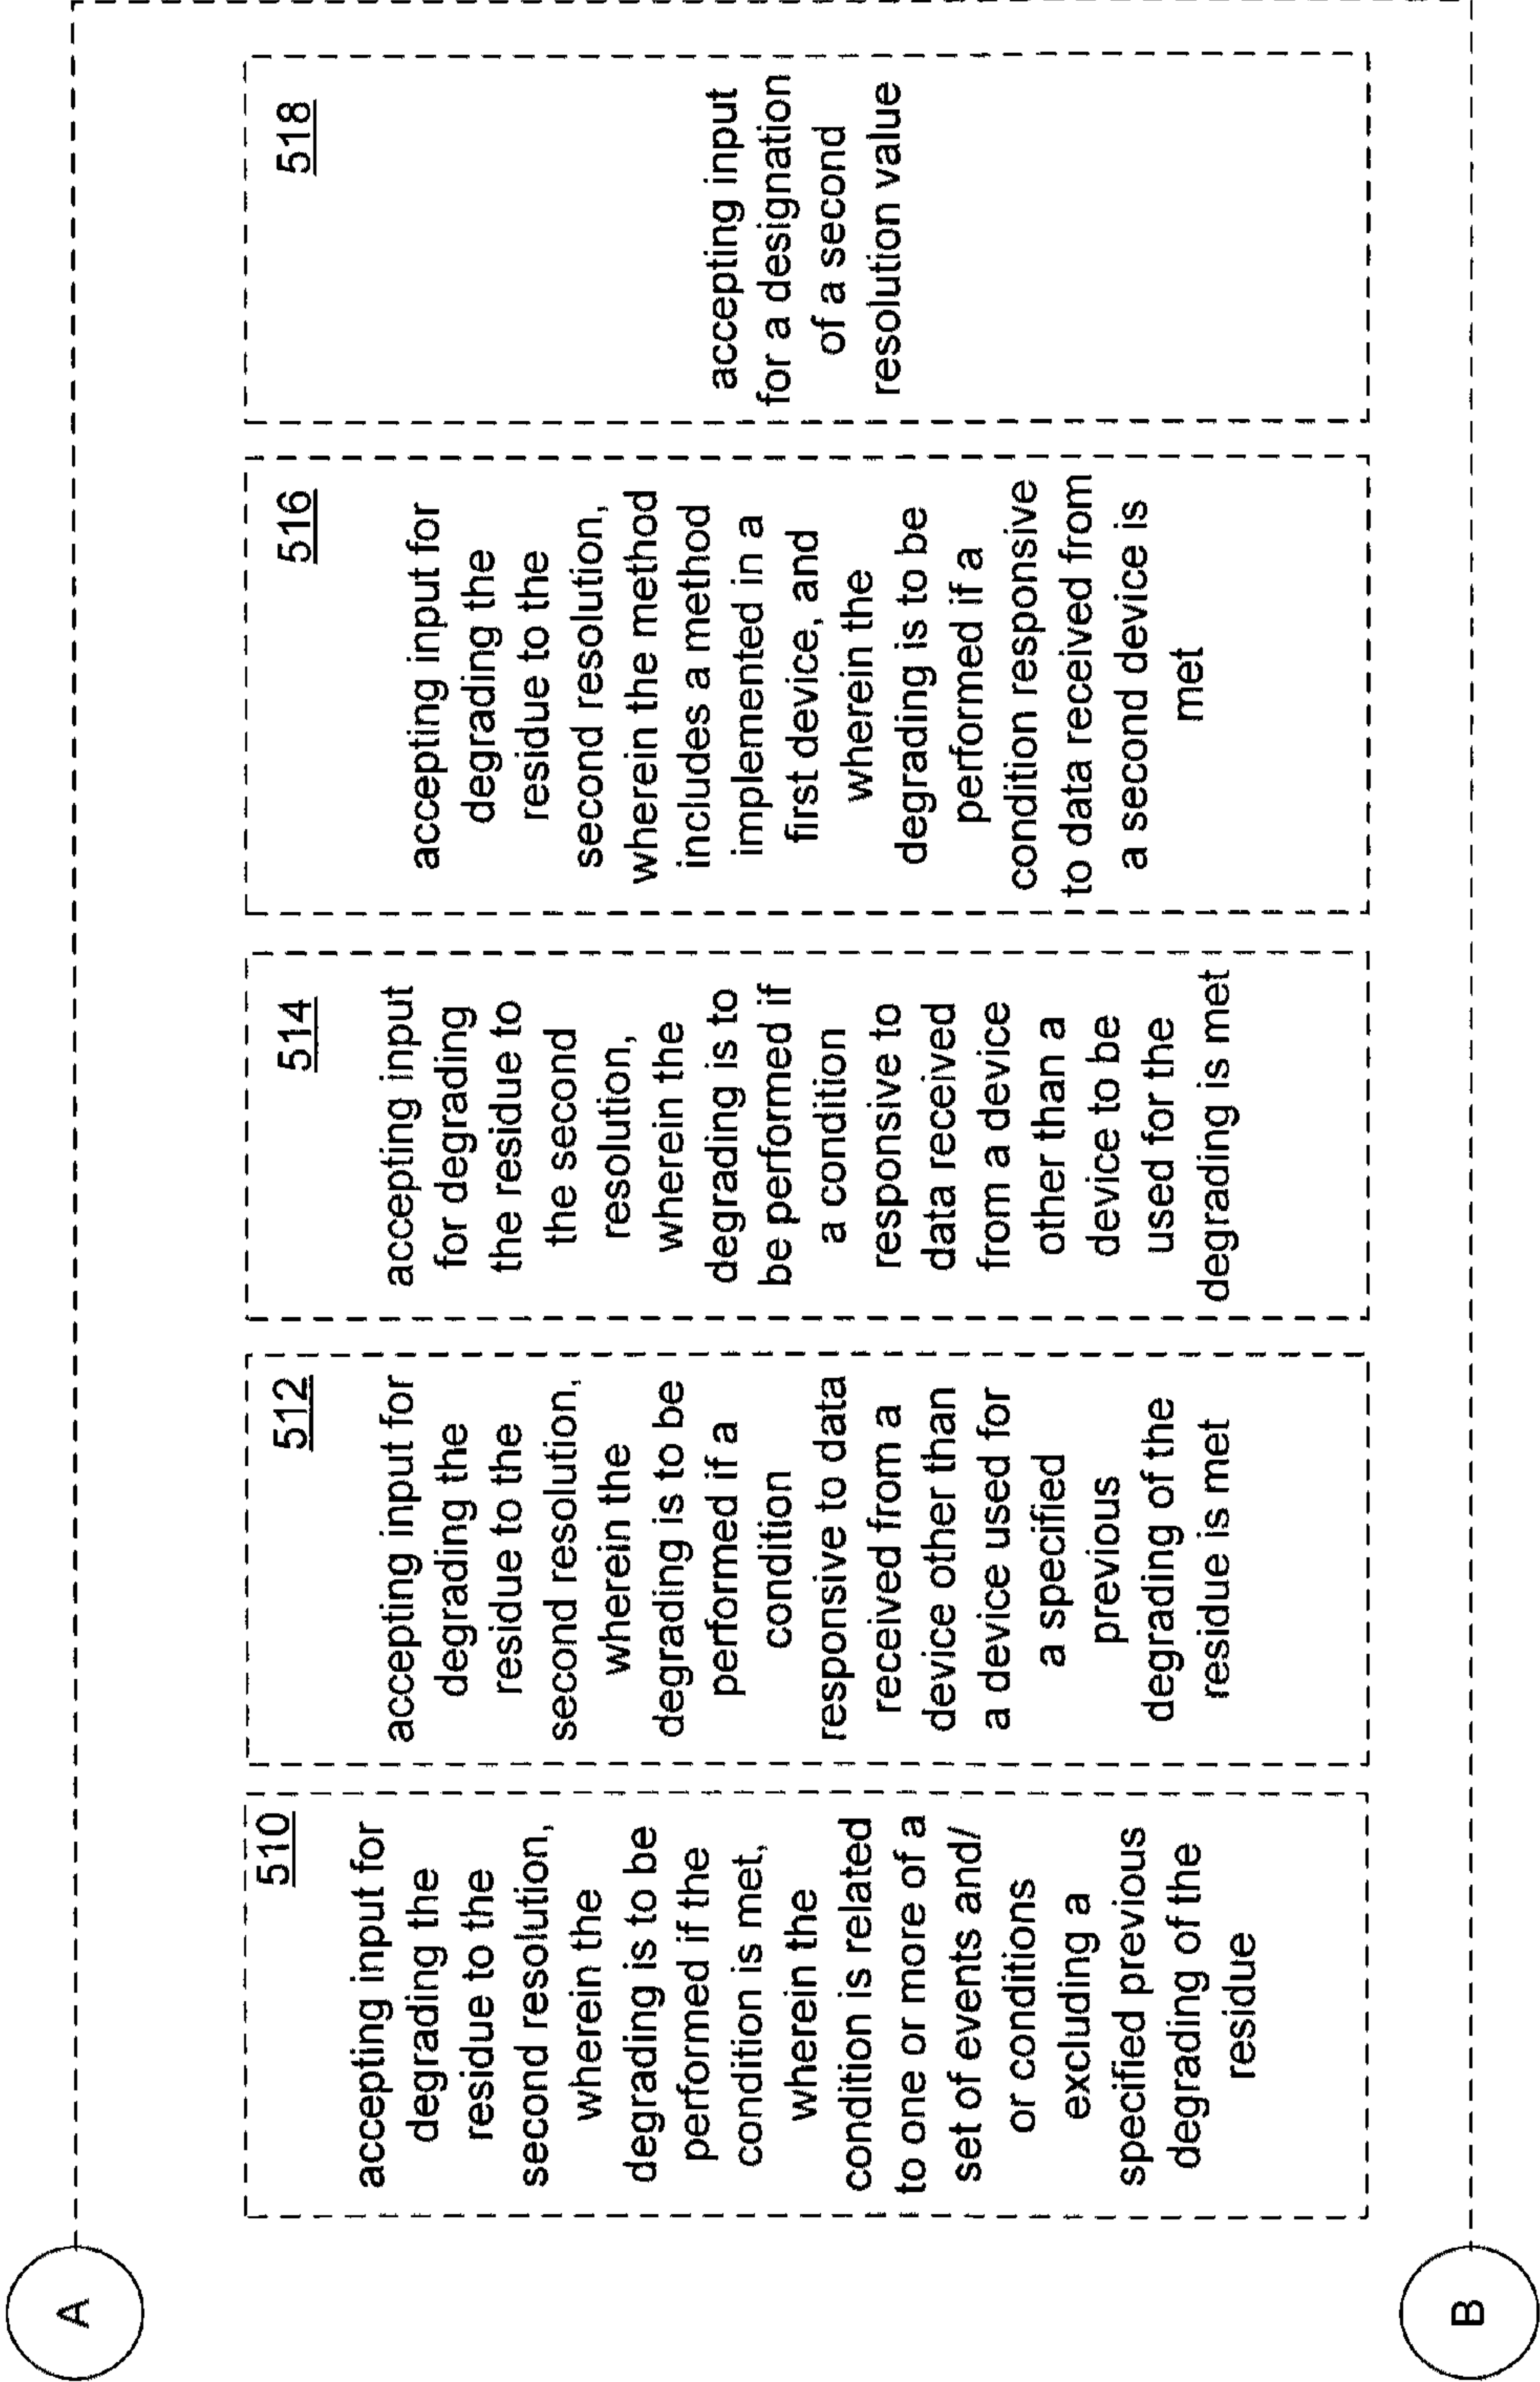 A
510
accepting input for
degrading the
residue to the
second resolution,
wherein the
degrading is to be
performed if the
condition is met,
wherein the
condition is related
to one or more of a
set of events and/
or conditions
excluding a
specified previous
degrading of the
residue
512
accepting input for
degrading the
residue to the
second resolution,
wherein the
degrading is to be
performed if a
condition
responsive to data
received from a
device other than
a device used for
a specified
previous
degrading of the
residue is met
514
accepting input
for degrading
the residue to
the second
resolution,
wherein the
degrading is to
be performed if
a condition
responsive to
data received
from a device
other than a
device to be
used for the
degrading is met
516
accepting input for
degrading the
residue to the
second resolution,
wherein the method
includes a method
implemented in a
first device, and
wherein the
degrading is to be
performed if a
condition responsive
to data received from
a second device is
met
518
accepting input
for a designation
of a second
resolution value
B